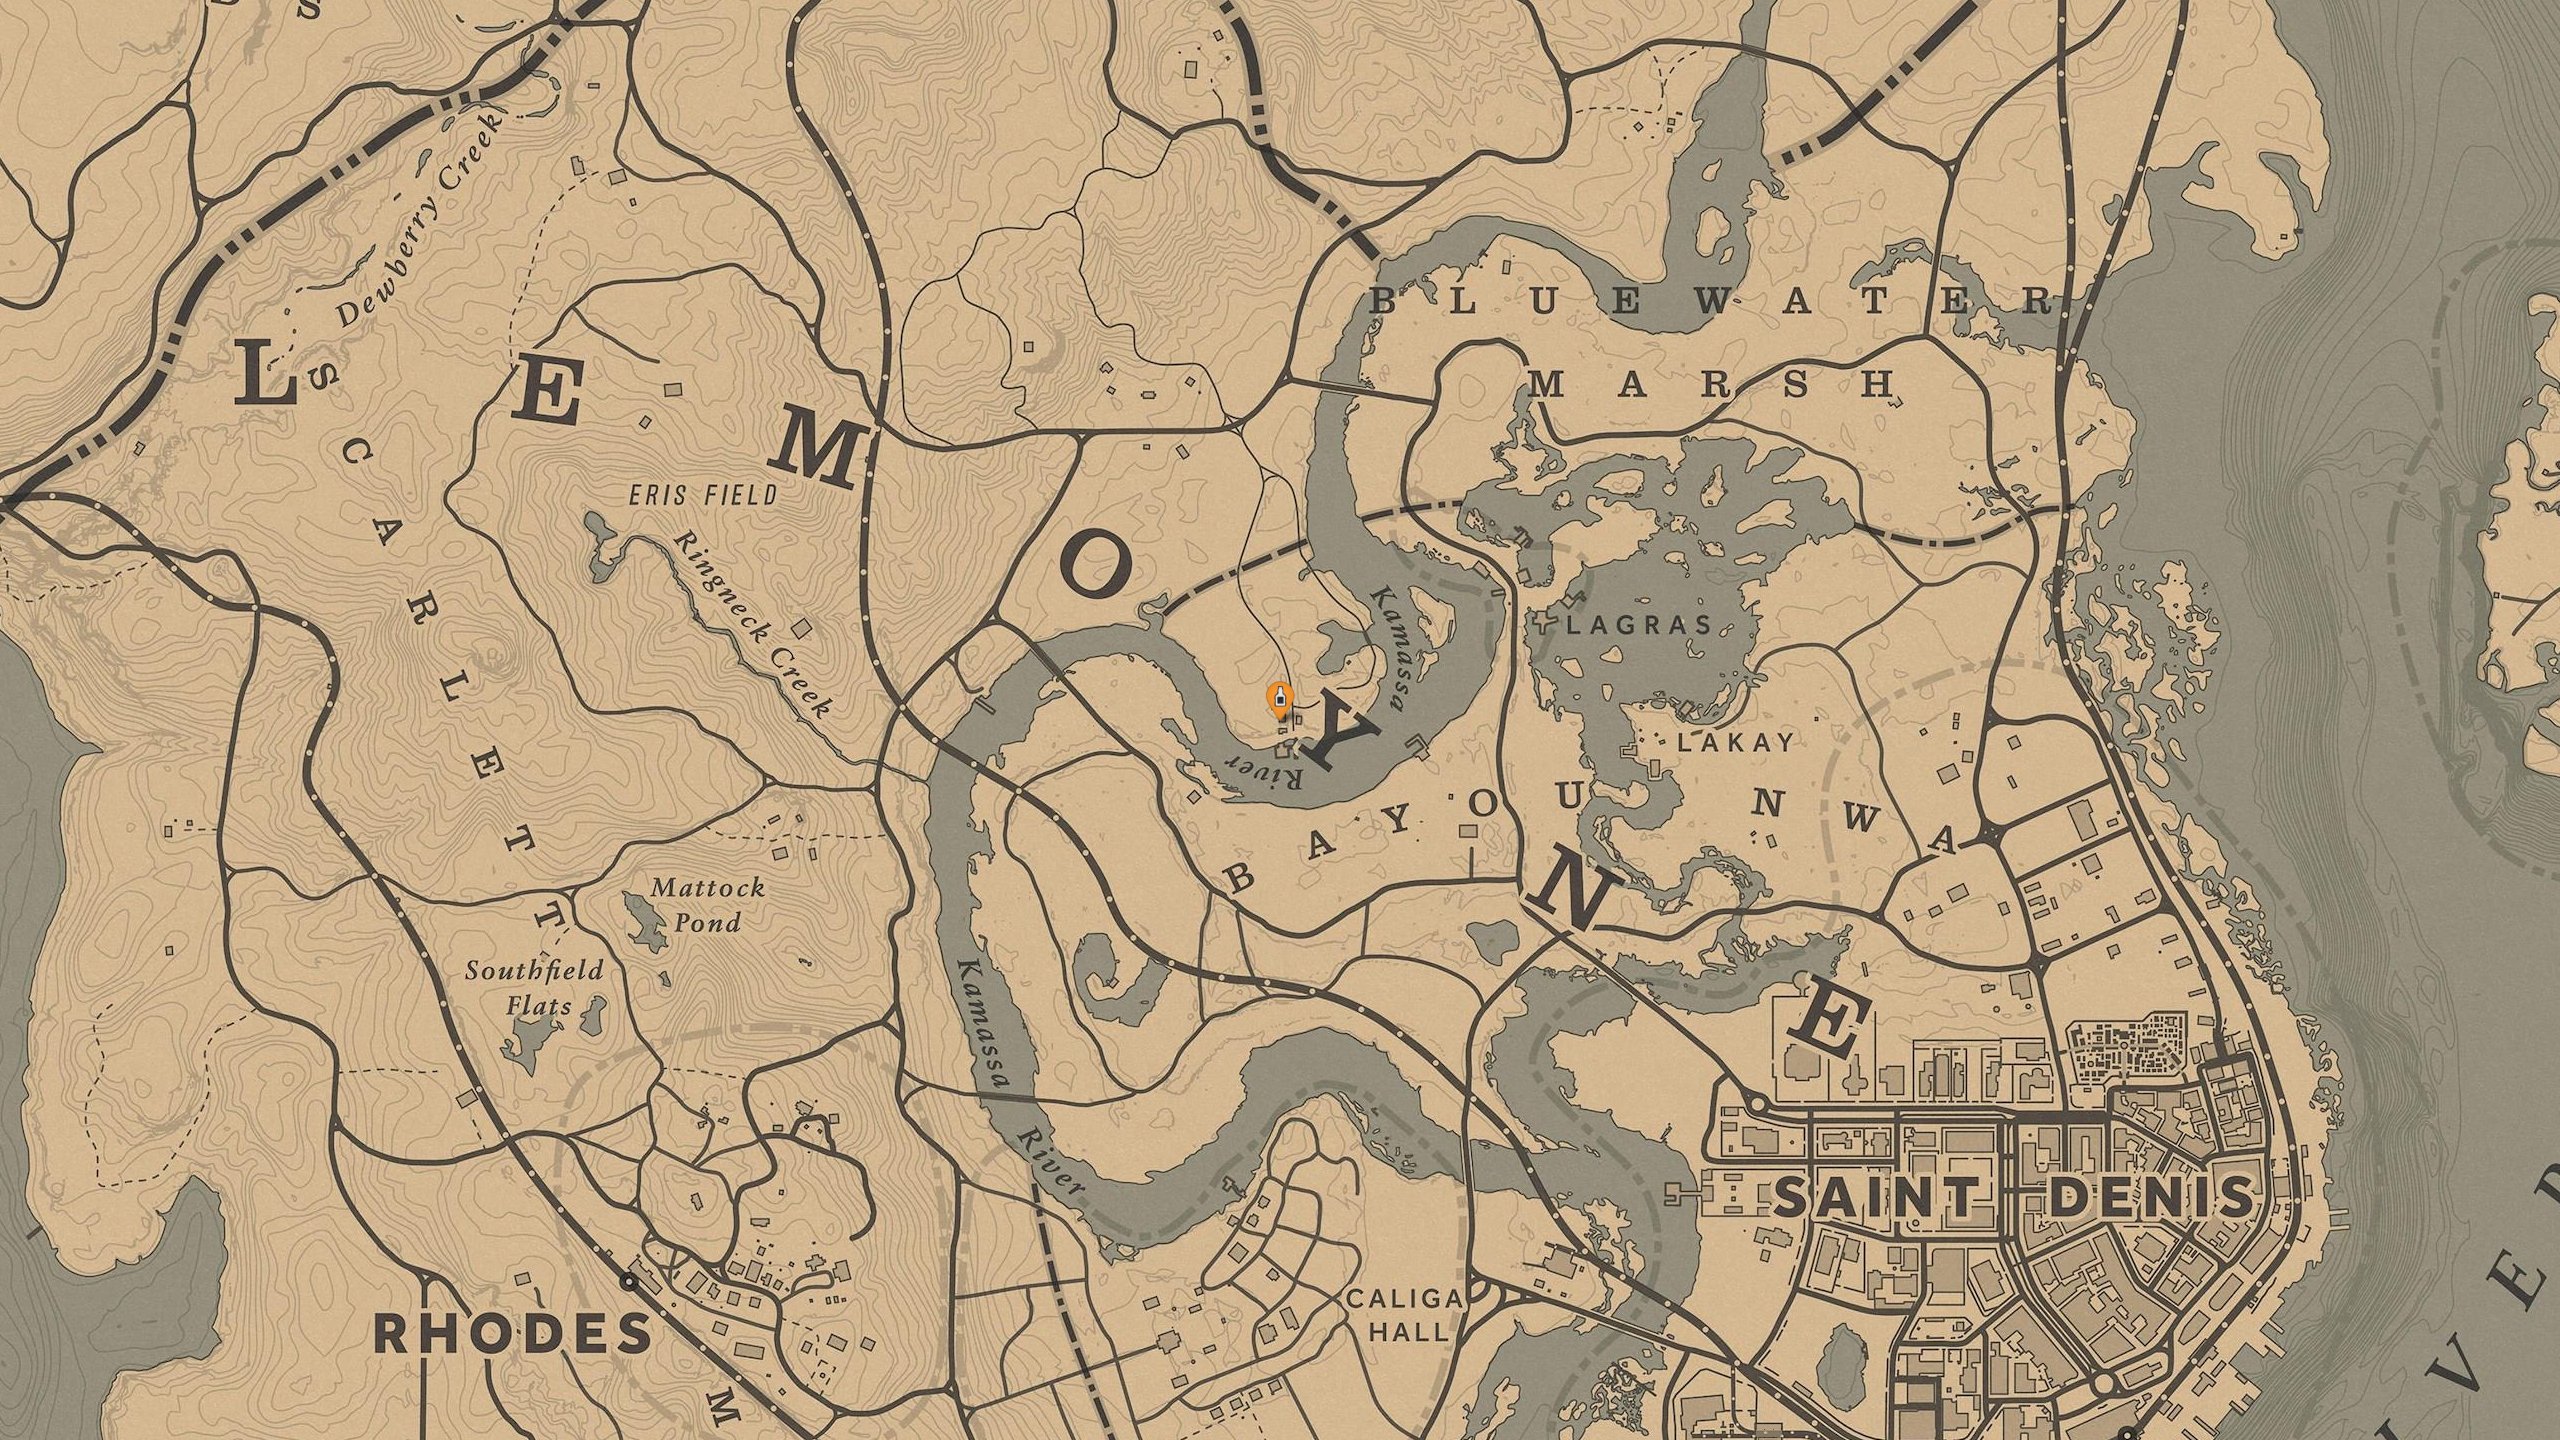 S
Dewberry Creek
BLUEWATER
MARSH
LEMOYNE
SCARLETT M
ERIS FIELD
Ringneck Creek
Kamassa
River
LAGRAS
LAKAY
BAYOU NWA
Mattock
Pond
Southfield
Flats
Kamassa River
SAINT DENIS
CALIGA
HALL
RHODES
IVER